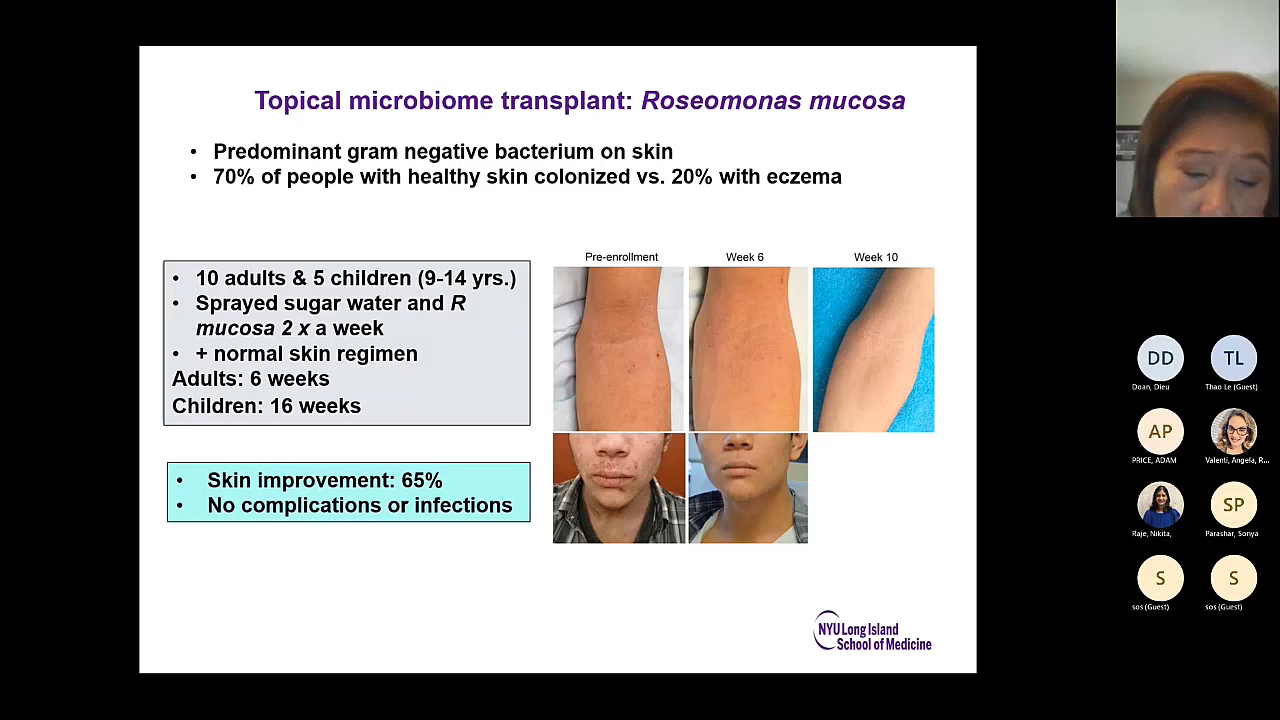 Topical microbiome transplant: Roseomonas mucosa
• Predominant gram negative bacterium on skin
• 70% of people with healthy skin colonized vs. 20% with eczema
• 10 adults & 5 children (9-14 yrs.)
• Sprayed sugar water and R
mucosa 2 x a week
• + normal skin regimen
Adults: 6 weeks
Children: 16 weeks
• Skin improvement: 65%
• No complications or infections
Pre-enrollment
Week 6
Week 10
NYU Long Island
School of Medicine
DD
TL
Doan, Dieu
Thao Le (Guest)
AP
PRICE, ADAM
Valenti, Angela, R...
SP
Raje, Nikita,
Parashar, Sonya
S
S
sos (Guest)
sos (Guest)